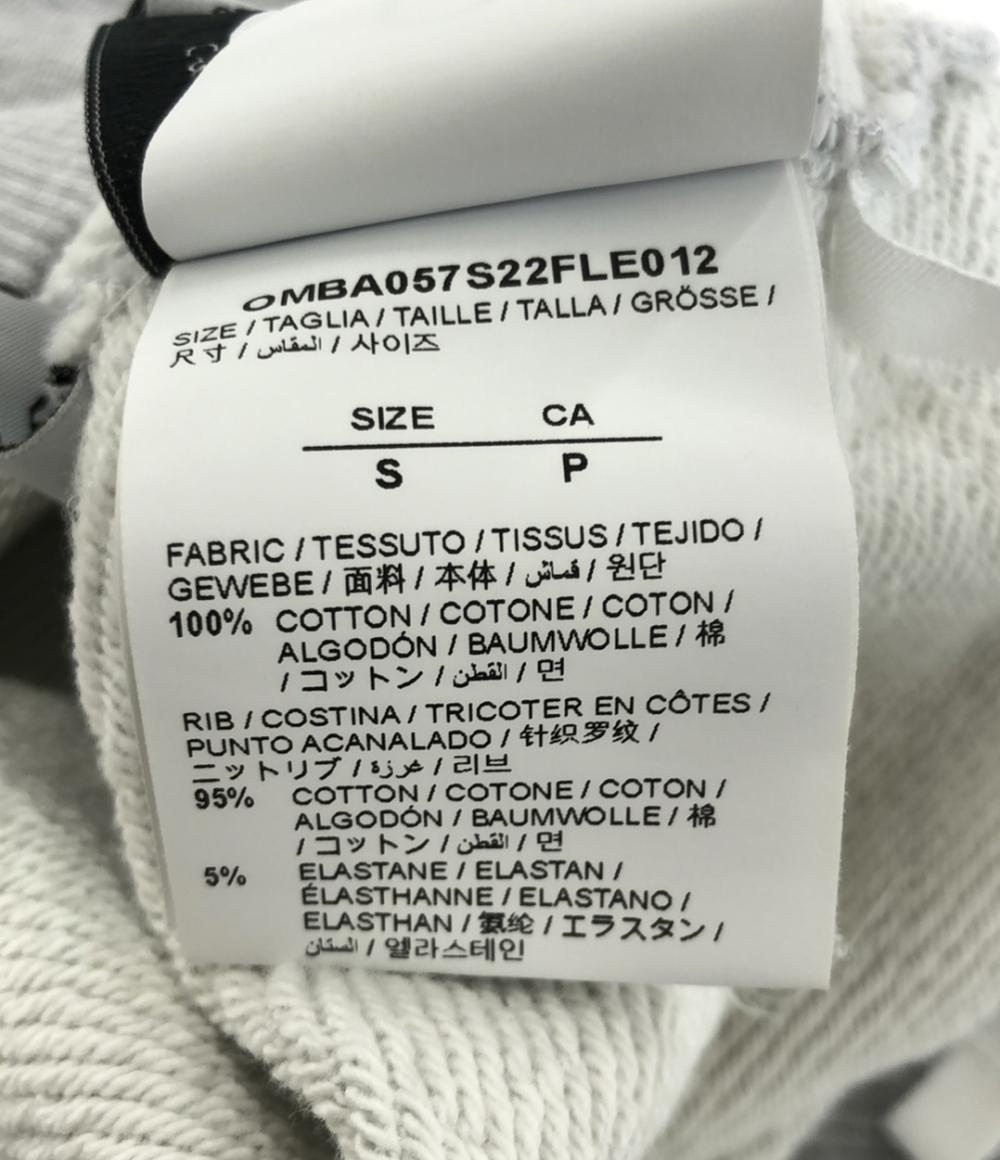 OMBA057S22FLE012
SIZE / TAGLIA / TAILLE / TALLA / GRÖSSE /
尺寸 / المقاس / 사이즈
SIZE CA
S P
FABRIC / TESSUTO / TISSUS / TEJIDO /
GEWEBE / 面料 / 本体 / قماش / 원단
100% COTTON / COTONE / COTON /
ALGODÓN / BAUMWOLLE / 棉
/ コットン / القطن / 면
RIB / COSTINA / TRICOTER EN CÔTES /
PUNTO ACANALADO / 针织罗纹 /
ニットリブ / غرزة / 리브
95% COTTON / COTONE / COTON /
ALGODÓN / BAUMWOLLE / 棉
/ コットン / القطن / 면
5% ELASTANE / ELASTAN /
ÉLASTHANNE / ELASTANO /
ELASTHAN / 氨纶 / エラスタン /
الستان / 엘라스테인